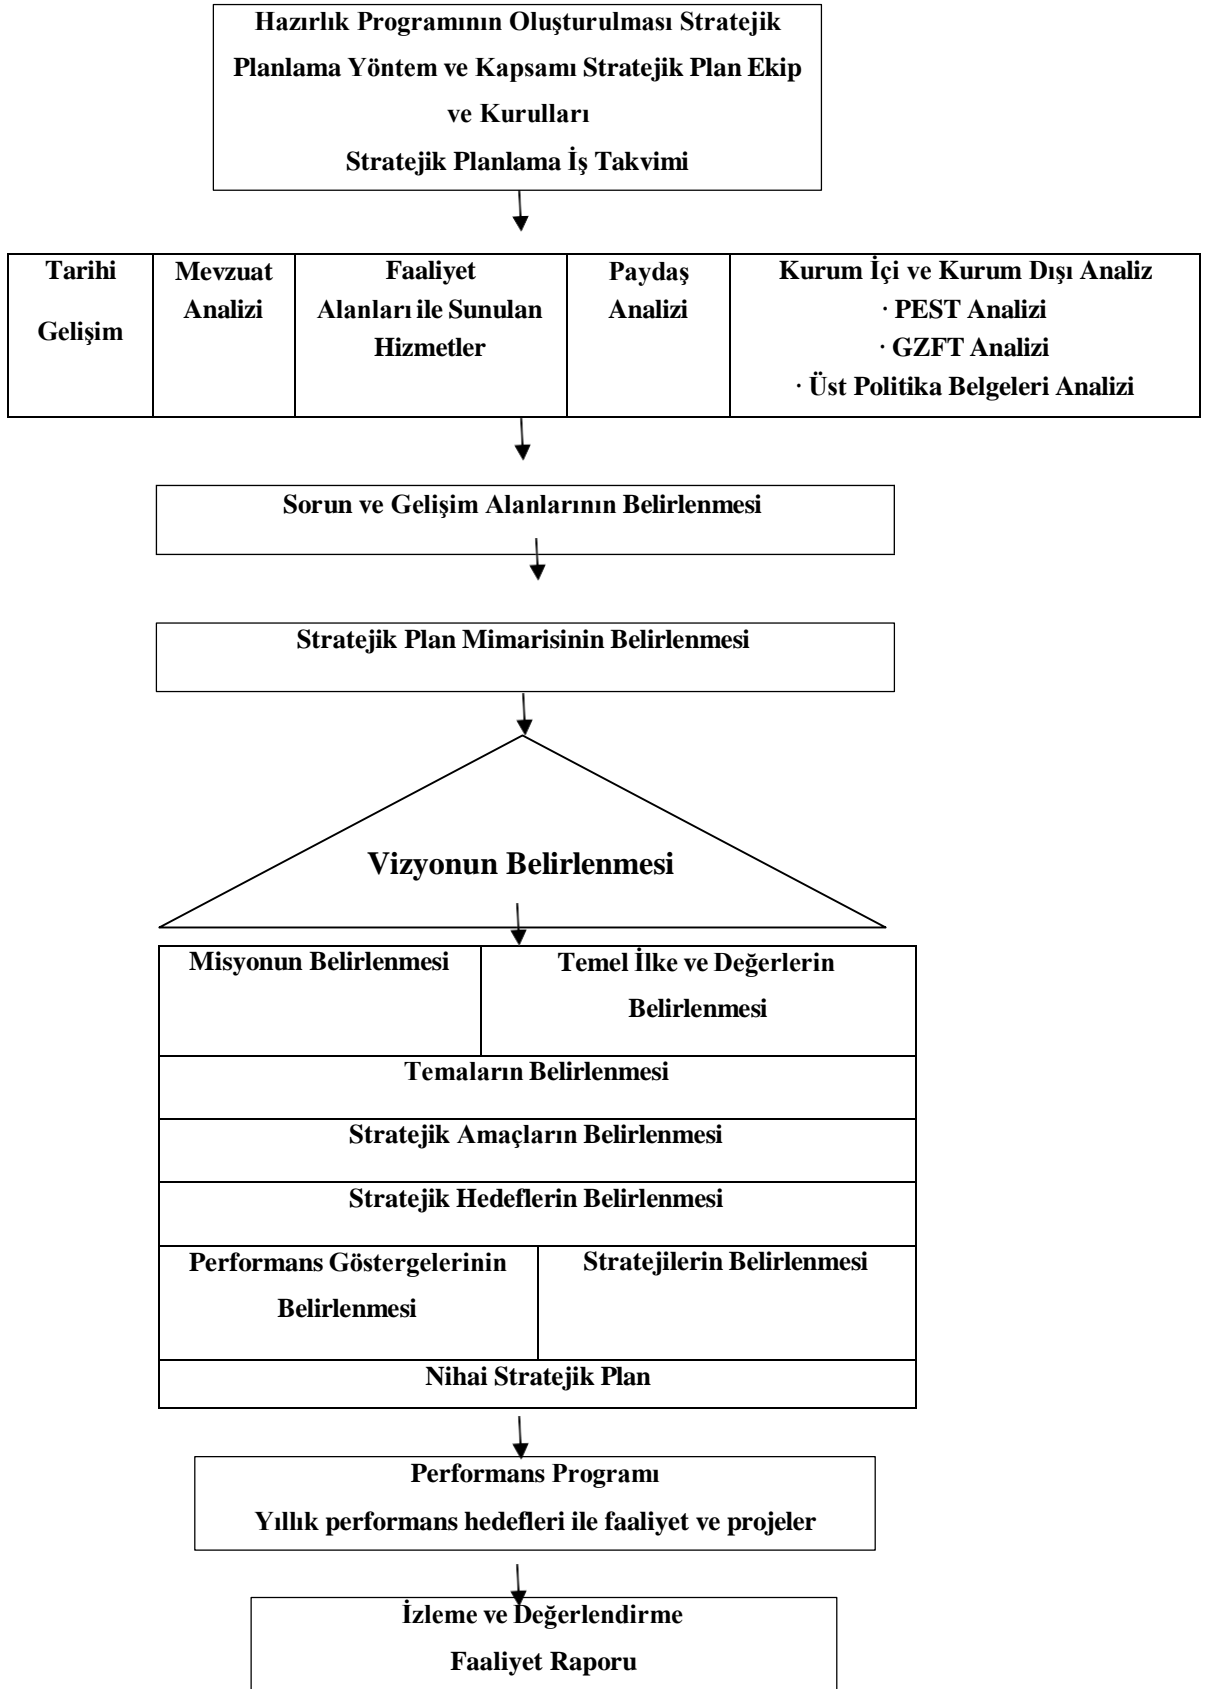 Hazırlık Programının Oluşturulması Stratejik
Planlama Yöntem ve Kapsamı Stratejik Plan Ekip
ve Kurulları
Stratejik Planlama İş Takvimi
Tarihi
Gelişim
Mevzuat
Analizi
Faaliyet
Alanları ile Sunulan
Hizmetler
Paydaş
Analizi
Kurum İçi ve Kurum Dışı Analiz
· PEST Analizi
· GZFT Analizi
· Üst Politika Belgeleri Analizi
Sorun ve Gelişim Alanlarının Belirlenmesi
Stratejik Plan Mimarisinin Belirlenmesi
Vizyonun Belirlenmesi
Misyonun Belirlenmesi
Temel İlke ve Değerlerin
Belirlenmesi
Temaların Belirlenmesi
Stratejik Amaçların Belirlenmesi
Stratejik Hedeflerin Belirlenmesi
Performans Göstergelerinin
Belirlenmesi
Stratejilerin Belirlenmesi
Nihai Stratejik Plan
Performans Programı
Yıllık performans hedefleri ile faaliyet ve projeler
İzleme ve Değerlendirme
Faaliyet Raporu